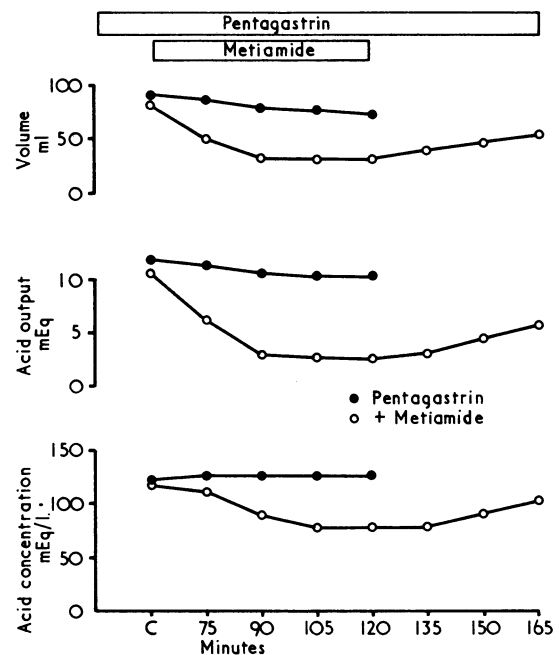 Pentagastrin
Metiamide
Volume
ml
100
50
0
Acid output
mEq
10
5
0
● Pentagastrin
○ + Metiamide
Acid concentration
mEq/l.
150
100
50
0
C 75 90 105 120 135 150 165
Minutes